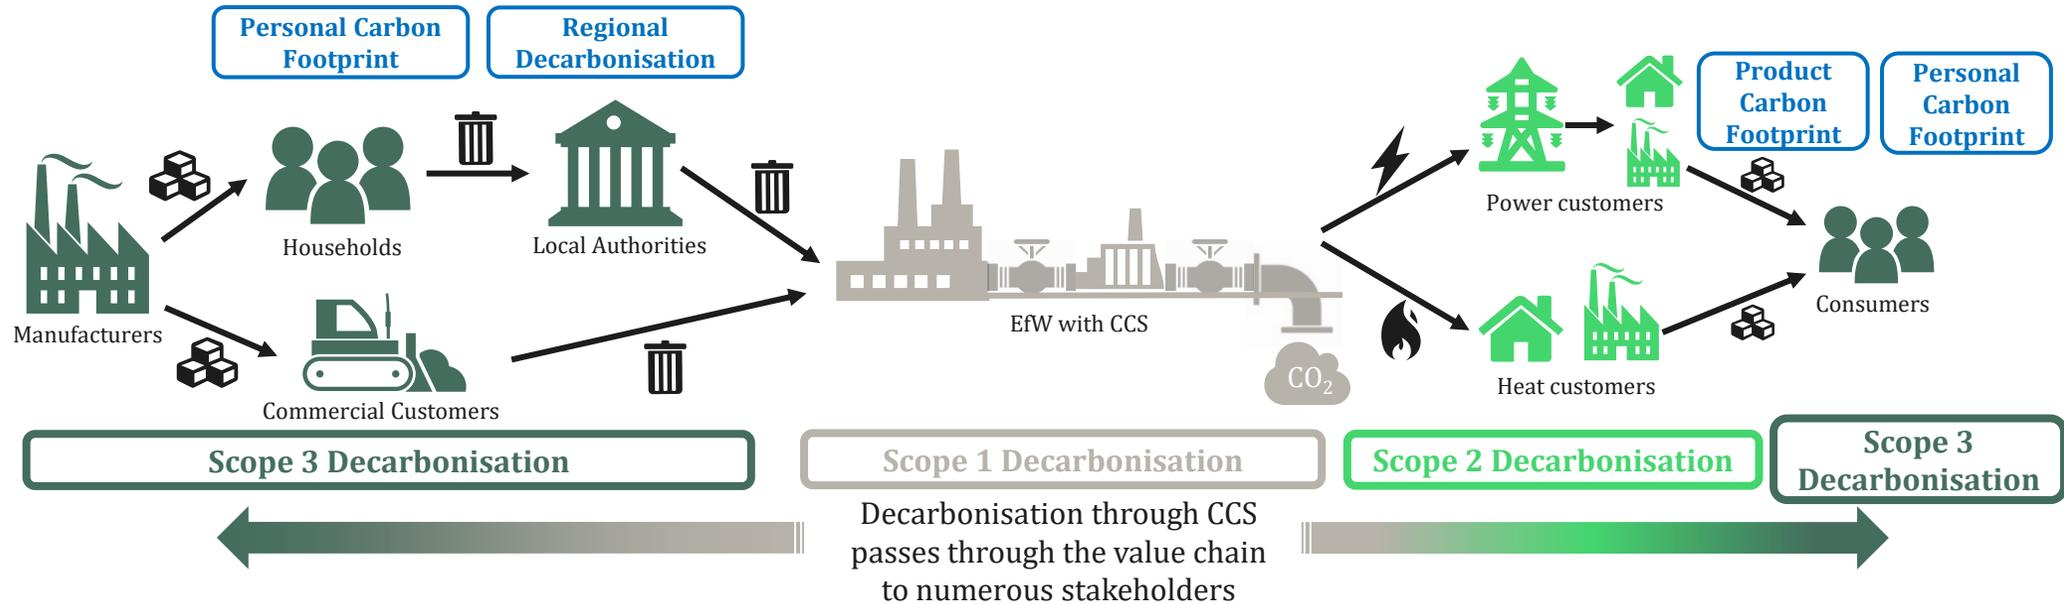 Personal Carbon
Footprint
Regional
Decarbonisation
Product
Carbon
Footprint
Personal
Carbon
Footprint
Manufacturers
Households
Local Authorities
Commercial Customers
EfW with CCS
CO₂
Power customers
Heat customers
Consumers
Scope 3 Decarbonisation
Scope 1 Decarbonisation
Scope 2 Decarbonisation
Scope 3
Decarbonisation
Decarbonisation through CCS
passes through the value chain
to numerous stakeholders